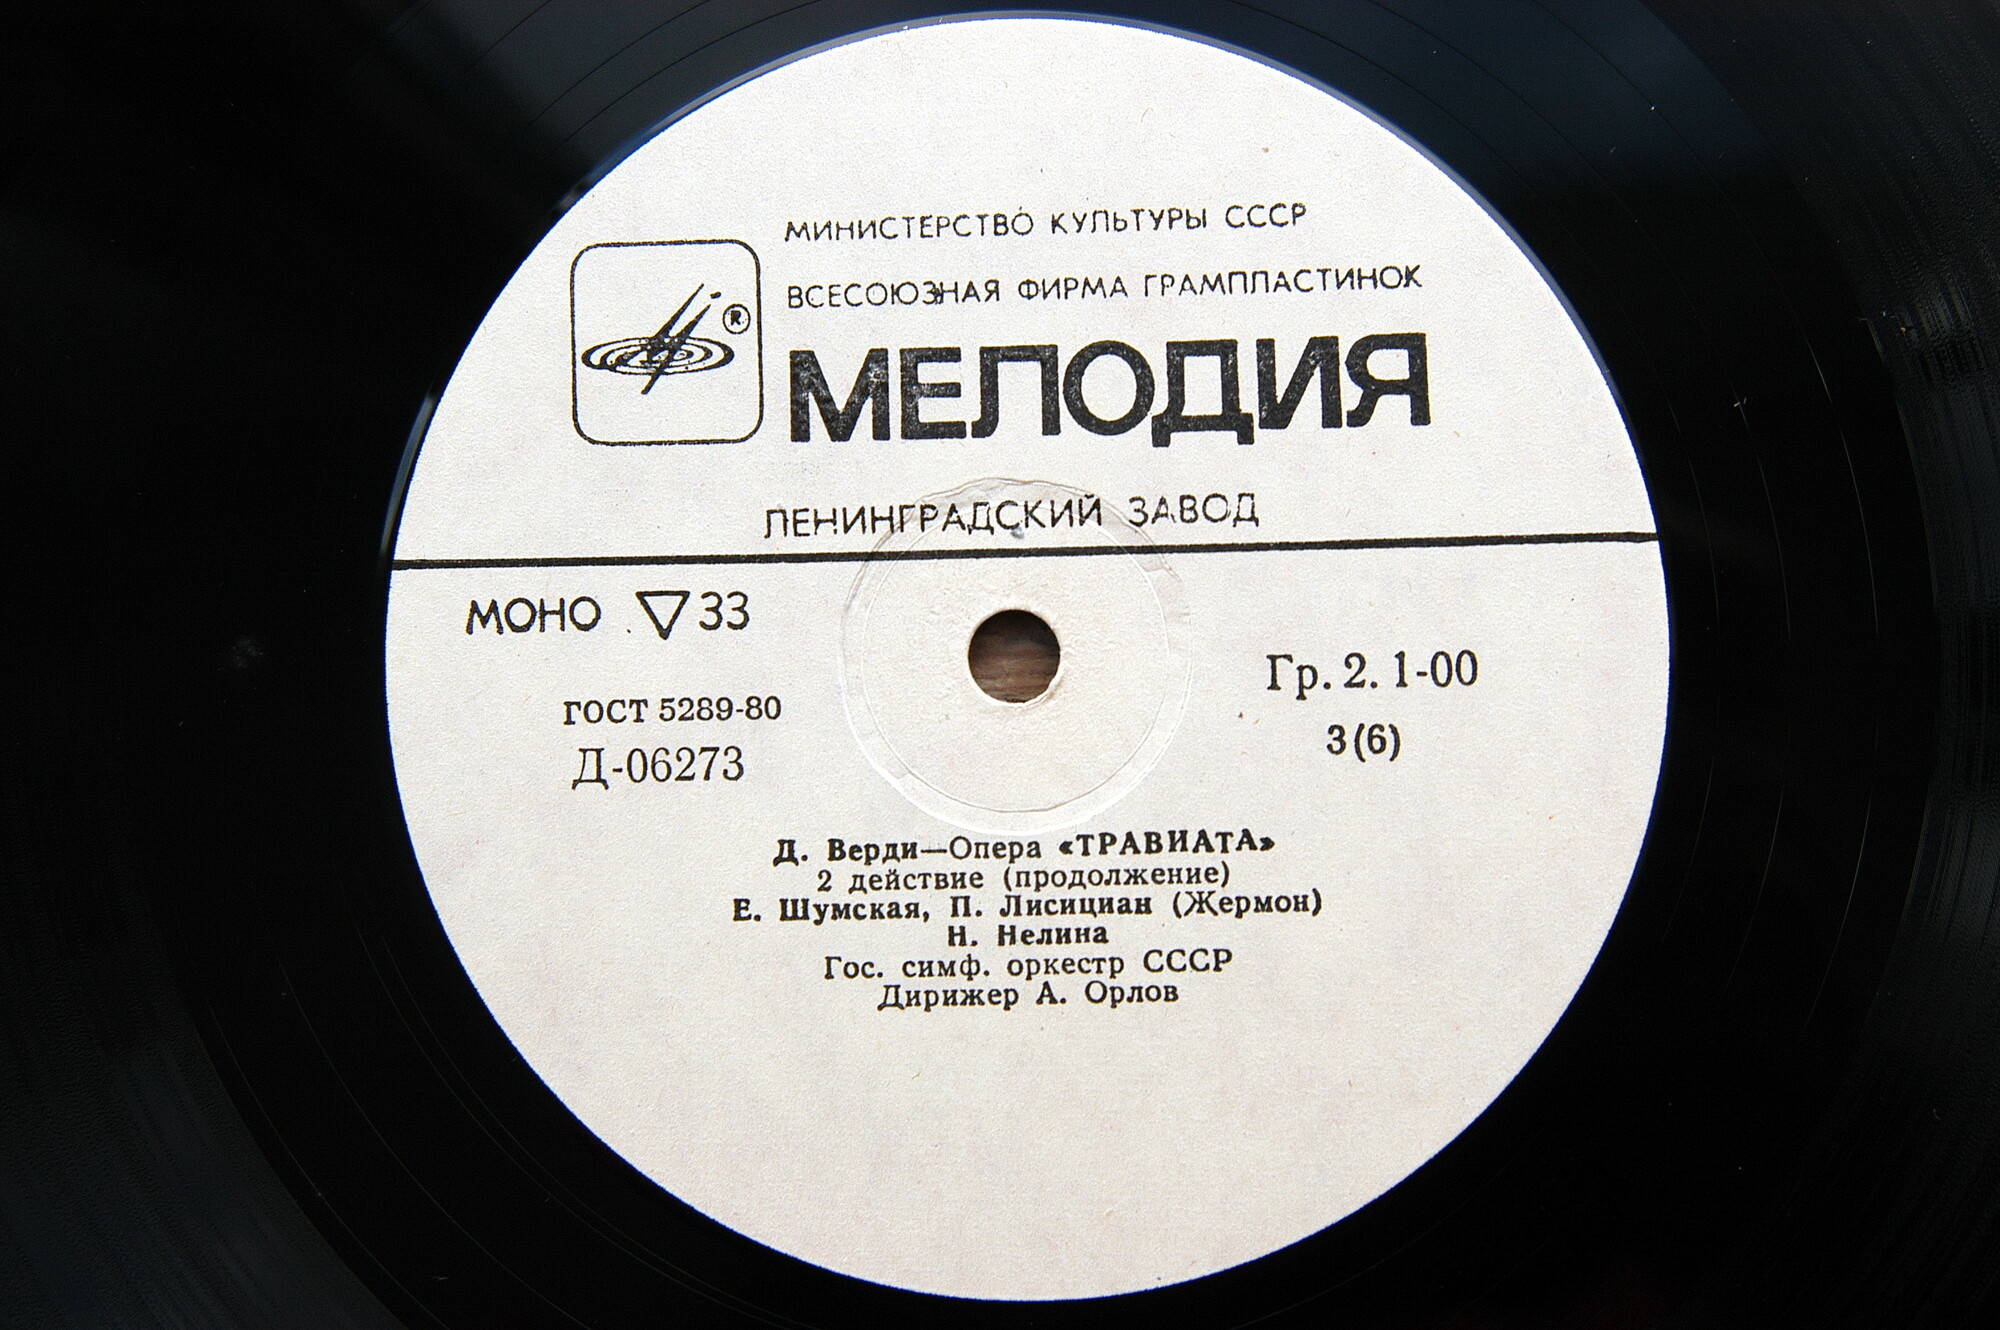 МИНИСТЕРСТВО КУЛЬТУРЫ СССР
ВСЕСОЮЗНАЯ ФИРМА ГРАМПЛАСТИНОК
®
МЕЛОДИЯ
ЛЕНИНГРАДСКИЙ ЗАВОД
МОНО ▽ 33
Гр. 2. 1-00
ГОСТ 5289-80
3(6)
Д-06273
Д. Верди—Опера «ТРАВИАТА»
2 действие (продолжение)
Е. Шумская, П. Лисициан (Жермон)
Н. Нелина
Гос. симф. оркестр СССР
Дирижер А. Орлов